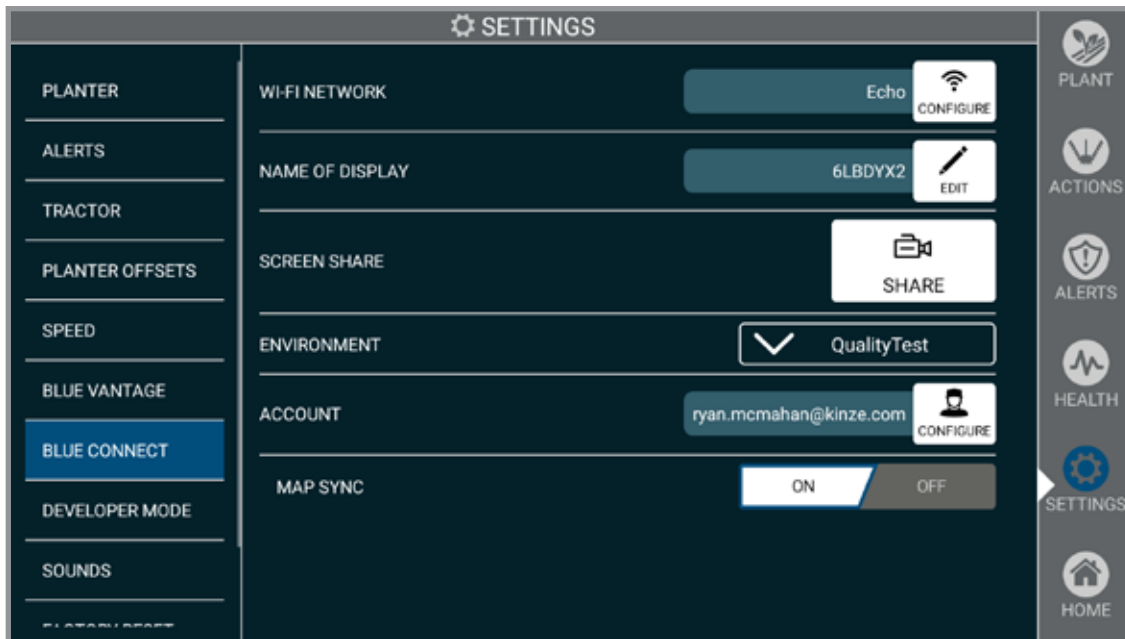 SETTINGS
PLANTER
ALERTS
TRACTOR
PLANTER OFFSETS
SPEED
BLUE VANTAGE
BLUE CONNECT
DEVELOPER MODE
SOUNDS
FACTORY RESET
WI-FI NETWORK
Echo
CONFIGURE
NAME OF DISPLAY
6LBDYX2
EDIT
SCREEN SHARE
SHARE
ENVIRONMENT
QualityTest
ACCOUNT
ryan.mcmahan@kinze.com
CONFIGURE
MAP SYNC
ON
OFF
PLANT
ACTIONS
ALERTS
HEALTH
SETTINGS
HOME